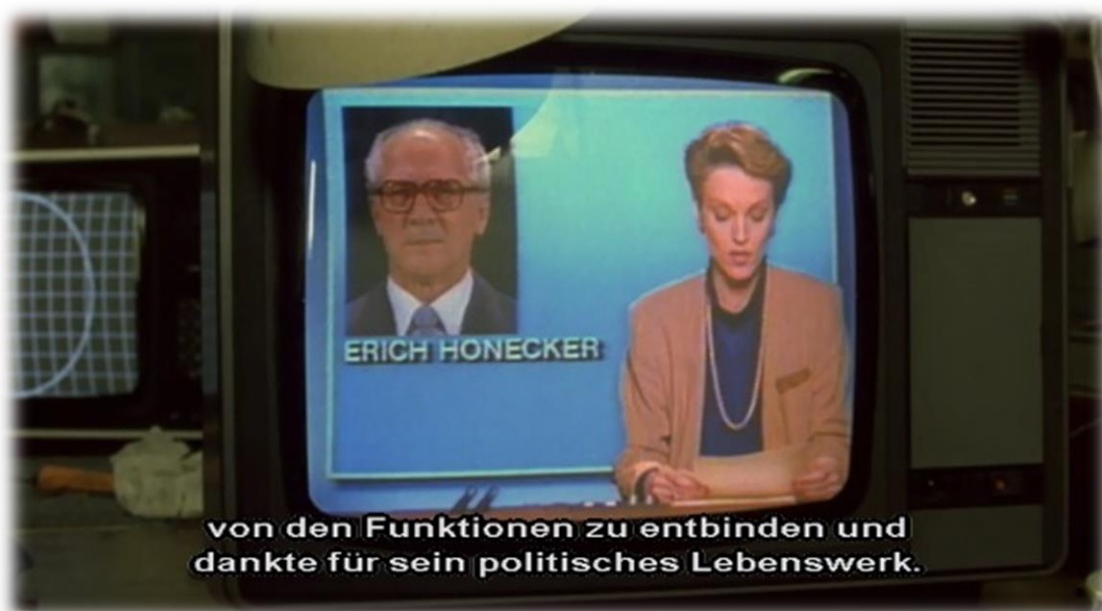 ERICH HONECKER
von den Funktionen zu entbinden und
dankte für sein politisches Lebenswerk.